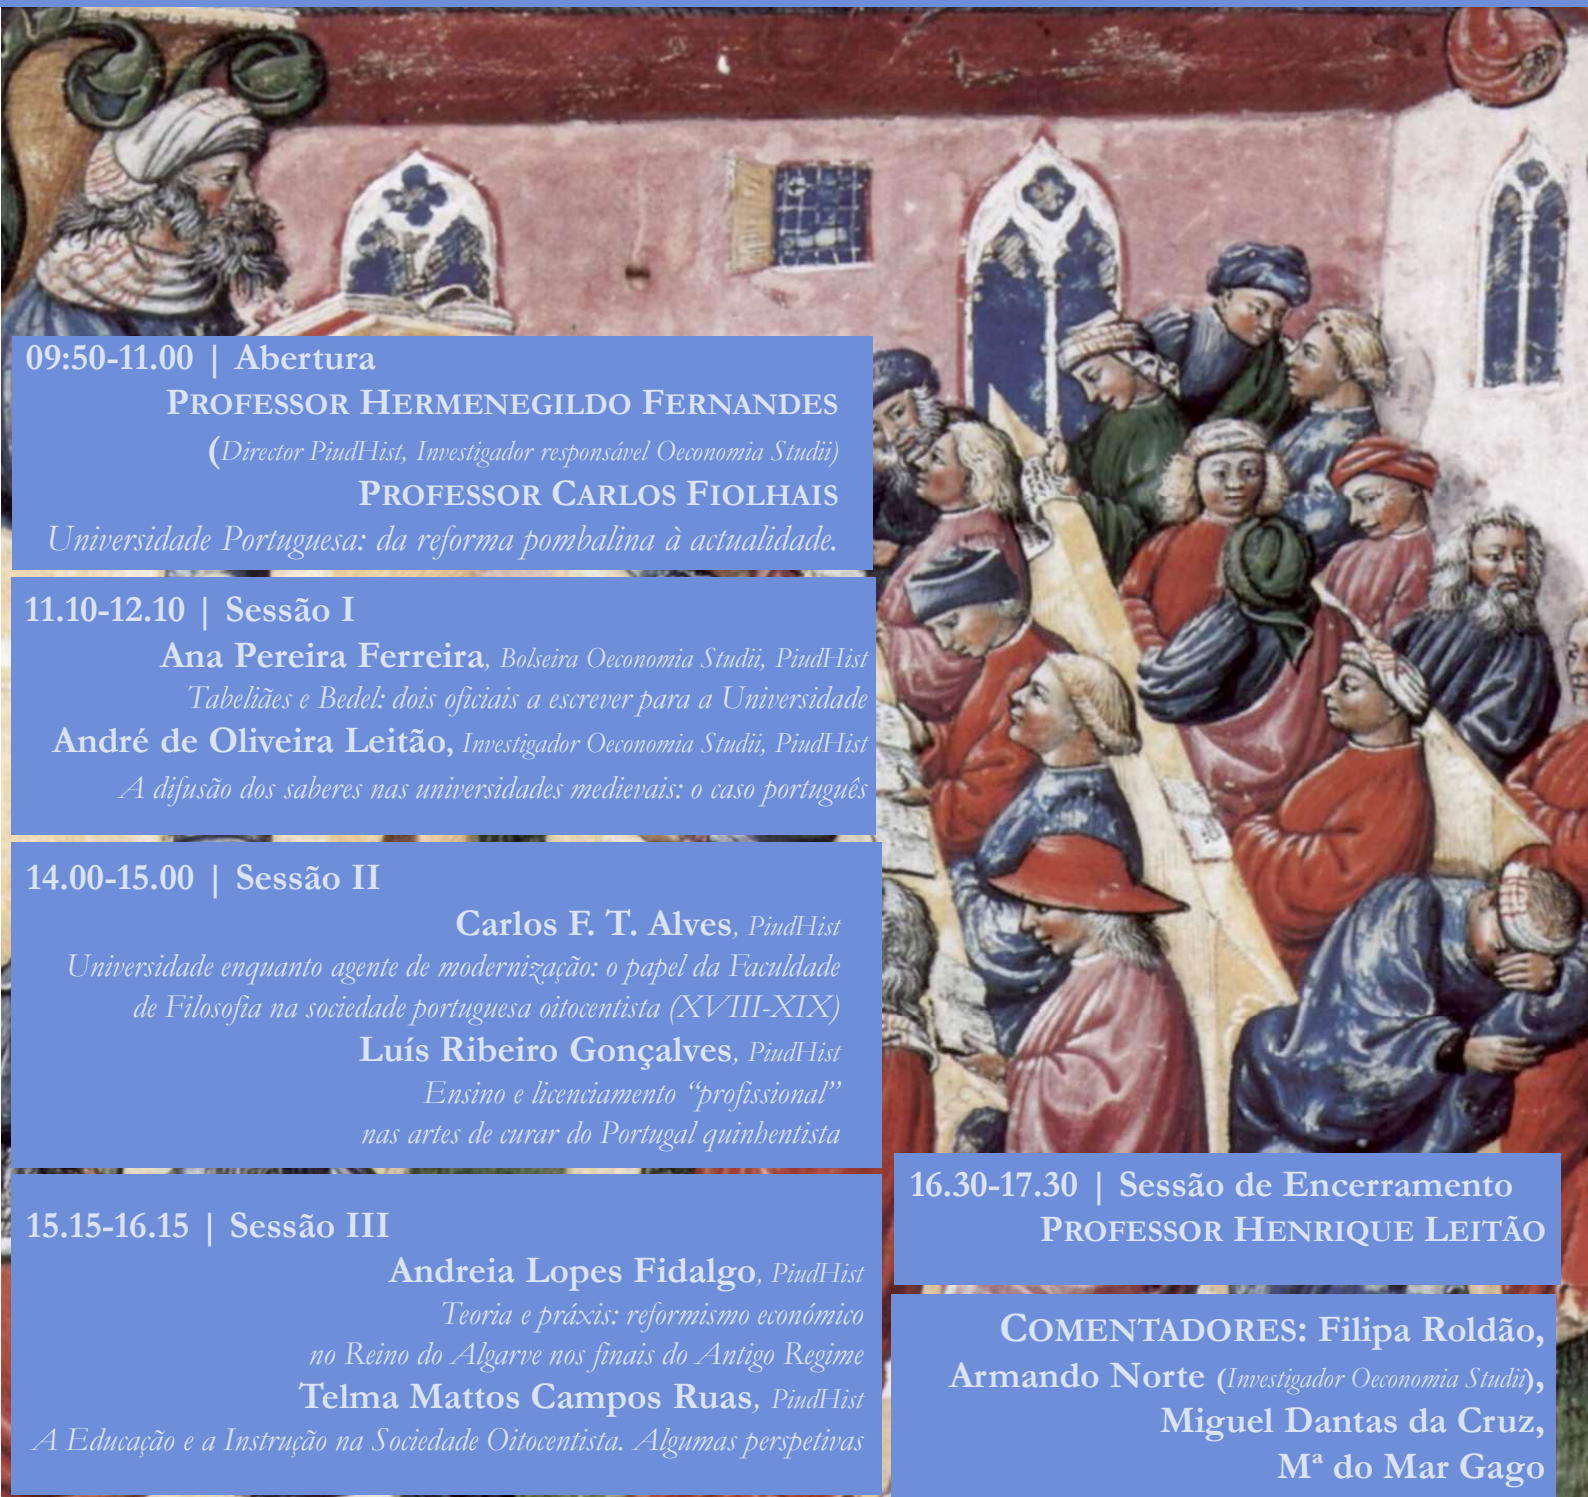 09:50-11.00 | Abertura
PROFESSOR HERMENEGILDO FERNANDES
(Director PiudHist, Investigador responsável Oeconomia Studii)
PROFESSOR CARLOS FIOLHAIS
Universidade Portuguesa: da reforma pombalina à actualidade.
11.10-12.10 | Sessão I
Ana Pereira Ferreira, Bolseira Oeconomia Studii, PiudHist
Tabeliães e Bedel: dois oficiais a escrever para a Universidade
André de Oliveira Leitão, Investigador Oeconomia Studii, PiudHist
A difusão dos saberes nas universidades medievais: o caso português
14.00-15.00 | Sessão II
Carlos F. T. Alves, PiudHist
Universidade enquanto agente de modernização: o papel da Faculdade
de Filosofia na sociedade portuguesa oitocentista (XVIII-XIX)
Luís Ribeiro Gonçalves, PiudHist
Ensino e licenciamento “profissional”
nas artes de curar do Portugal quinhentista
15.15-16.15 | Sessão III
Andreia Lopes Fidalgo, PiudHist
Teoria e práxis: reformismo económico
no Reino do Algarve nos finais do Antigo Regime
Telma Mattos Campos Ruas, PiudHist
A Educação e a Instrução na Sociedade Oitocentista. Algumas perspetivas
16.30-17.30 | Sessão de Encerramento
PROFESSOR HENRIQUE LEITÃO
COMENTADORES: Filipa Roldão,
Armando Norte (Investigador Oeconomia Studii),
Miguel Dantas da Cruz,
Mª do Mar Gago